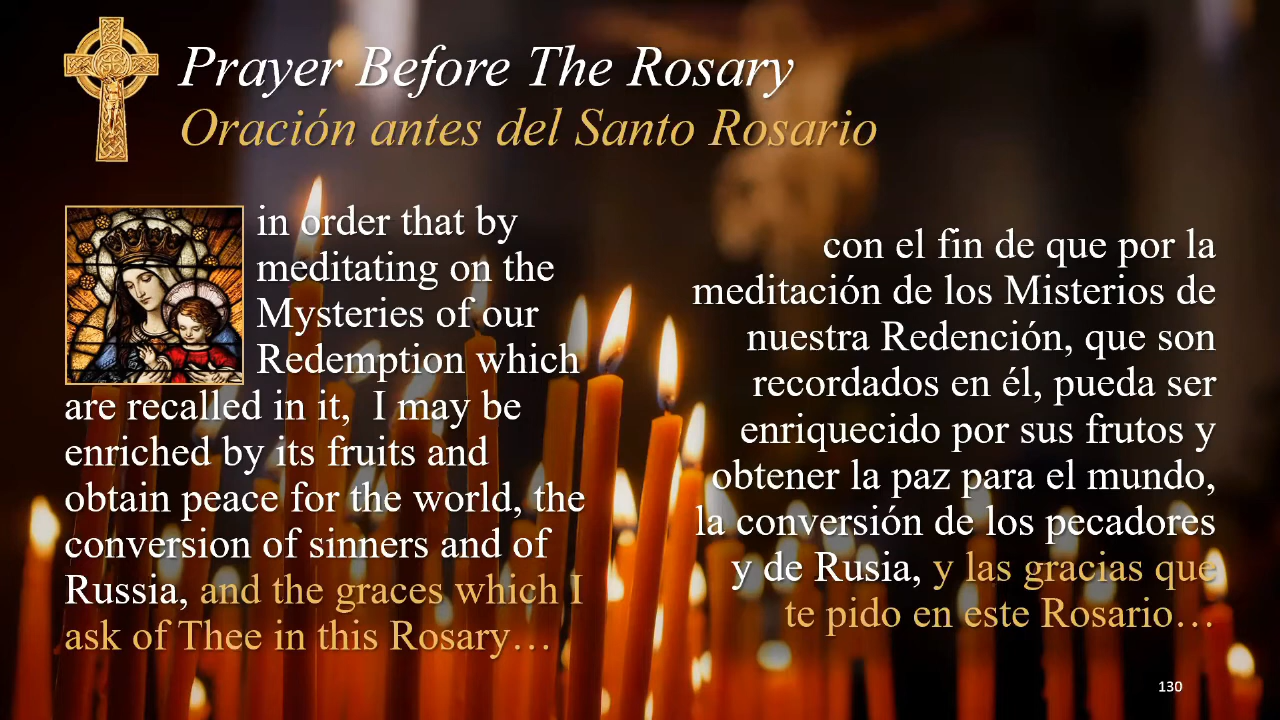 Prayer Before The Rosary
Oración antes del Santo Rosario
in order that by
meditating on the
Mysteries of our
Redemption which
are recalled in it, I may be
enriched by its fruits and
obtain peace for the world, the
conversion of sinners and of
Russia, and the graces which I
ask of Thee in this Rosary…
con el fin de que por la
meditación de los Misterios de
nuestra Redención, que son
recordados en él, pueda ser
enriquecido por sus frutos y
obtener la paz para el mundo,
la conversión de los pecadores
y de Rusia, y las gracias que
te pido en este Rosario…
130